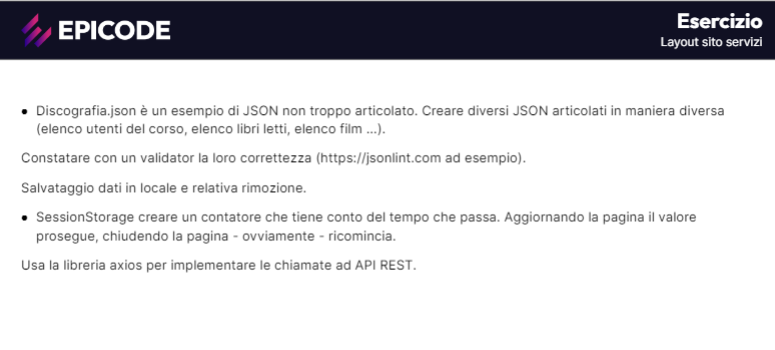 EPICODE
Esercizio
Layout sito servizi
• Discografia.json è un esempio di JSON non troppo articolato. Creare diversi JSON articolati in maniera diversa
(elenco utenti del corso, elenco libri letti, elenco film ...).
Constatare con un validator la loro correttezza (https://jsonlint.com ad esempio).
Salvataggio dati in locale e relativa rimozione.
• SessionStorage creare un contatore che tiene conto del tempo che passa. Aggiornando la pagina il valore
prosegue, chiudendo la pagina - ovviamente - ricomincia.
Usa la libreria axios per implementare le chiamate ad API REST.